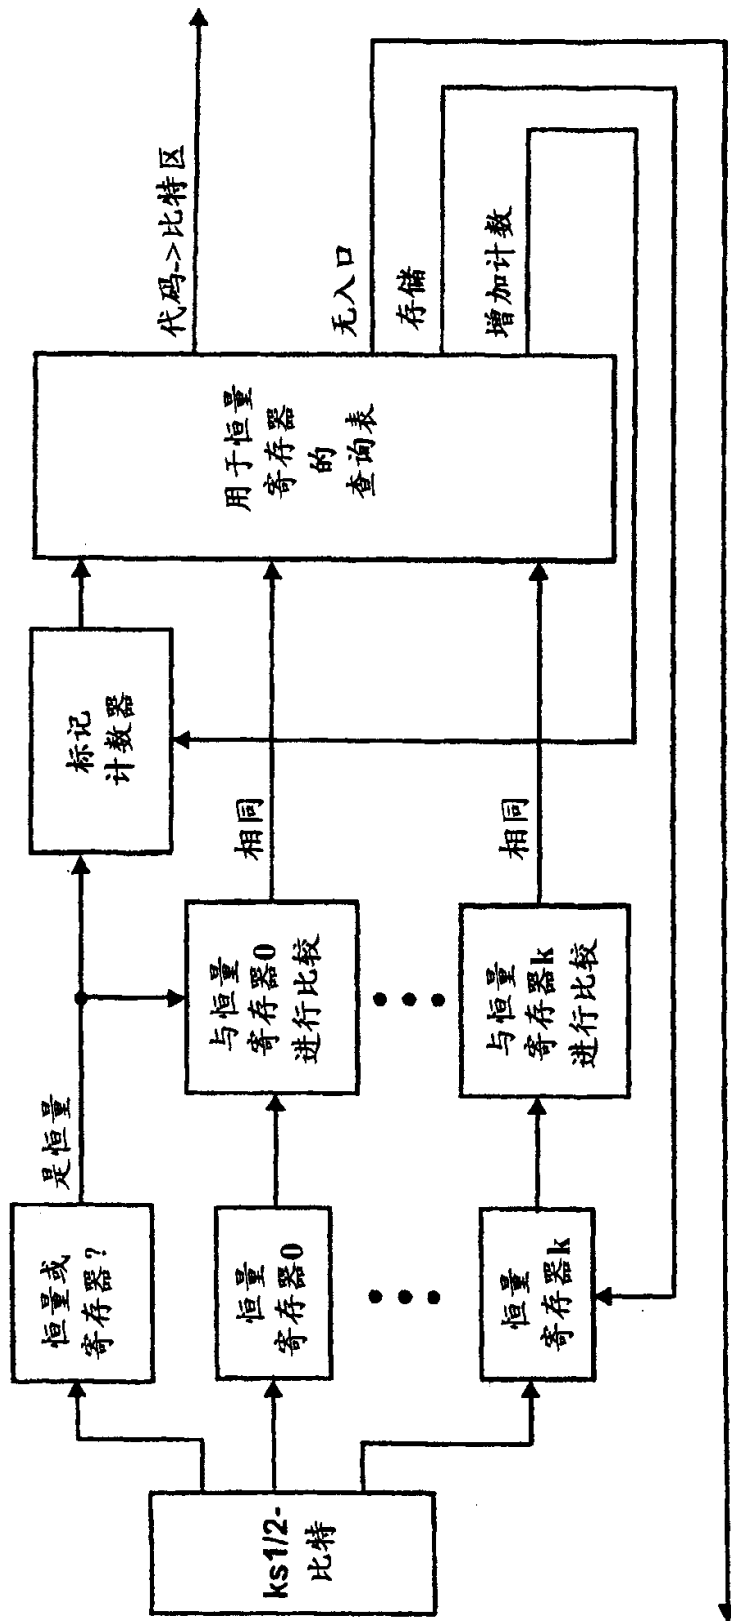 ks1/2-
比特
恒量或
寄存器?
是恒量
标记
计数器
恒量
寄存器0
与恒量
寄存器0
进行比较
相同
恒量
寄存器k
与恒量
寄存器k
进行比较
相同
用于恒量
寄存器
的
查询表
代码->比特区
无入口
存储
增加计数